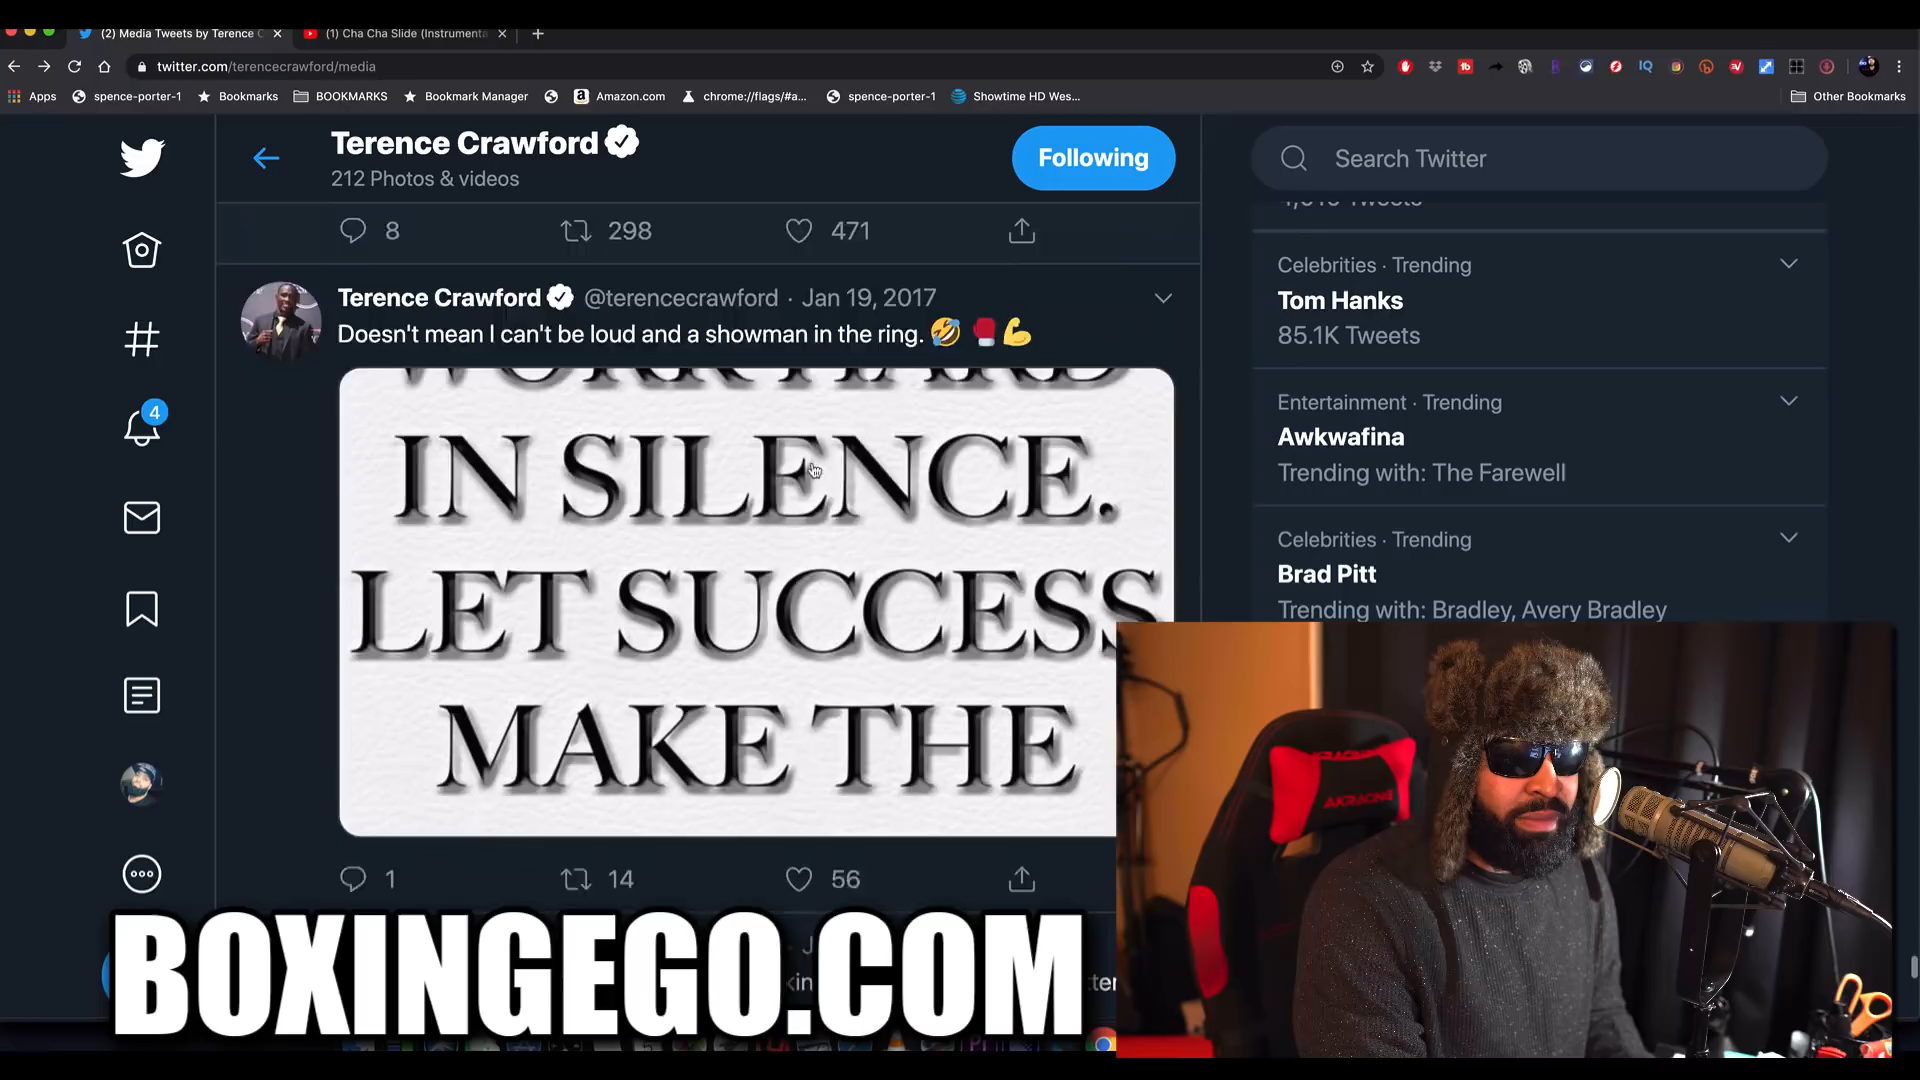 (2) Media Tweets by Terence C
(1) Cha Cha Slide (Instrumenta
twitter.com/terencecrawford/media
Apps
spence-porter-1
Bookmarks
BOOKMARKS
Bookmark Manager
Amazon.com
chrome://flags/#a...
spence-porter-1
Showtime HD Wes...
Other Bookmarks
Terence Crawford
212 Photos & videos
Following
Search Twitter
8 298 471
Terence Crawford @terencecrawford · Jan 19, 2017
Doesn't mean I can't be loud and a showman in the ring. 🤣 🥊 💪
WORK HARD
IN SILENCE.
LET SUCCESS
MAKE THE
1 14 56
4
Celebrities · Trending
Tom Hanks
85.1K Tweets
Entertainment · Trending
Awkwafina
Trending with: The Farewell
Celebrities · Trending
Brad Pitt
Trending with: Bradley, Avery Bradley
AKRACING
BOXINGEGO.COM